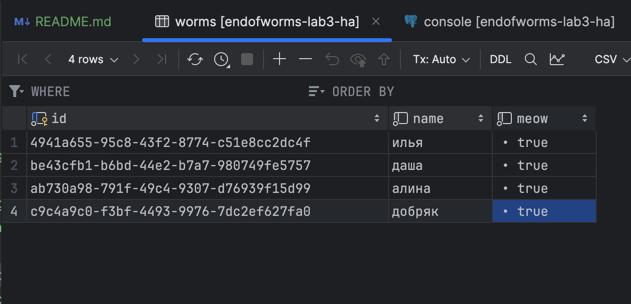 README.md worms [endofworms-lab3-ha] console [endofworms-lab3-ha]
4 rows Tx: Auto DDL CSV
WHERE ORDER BY
id name meow
1 4941a655-95c8-43f2-8774-c51e8cc2dc4f илья true
2 be43cfb1-b6bd-44e2-b7a7-980749fe5757 даша true
3 ab730a98-791f-49c4-9307-d76939f15d99 алина true
4 c9c4a9c0-f3bf-4493-9976-7dc2ef627fa0 добряк true